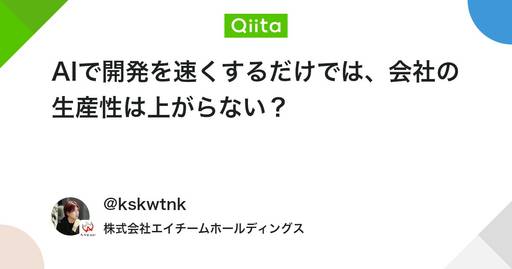 Qiita
AIで開発を速くするだけでは、会社の
生産性は上がらない？
@kskwtnk
株式会社エイチームホールディングス